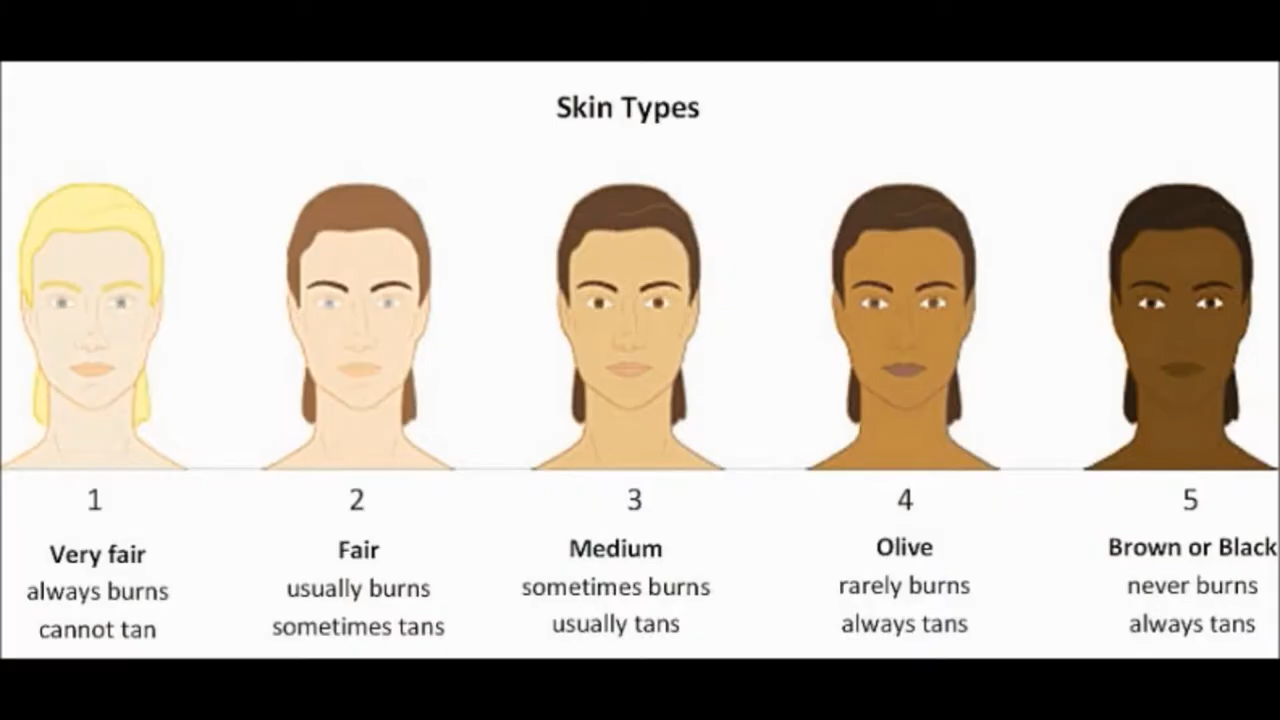 Skin Types
1
Very fair
always burns
cannot tan
2
Fair
usually burns
sometimes tans
3
Medium
sometimes burns
usually tans
4
Olive
rarely burns
always tans
5
Brown or Black
never burns
always tans